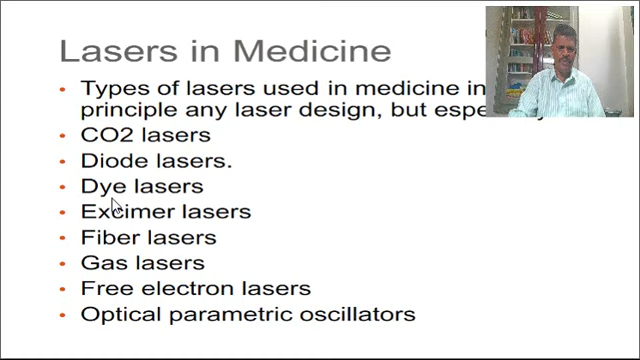 Lasers in Medicine
Types of lasers used in medicine in
principle any laser design, but
CO2 lasers
Diode lasers.
Dye lasers
Excimer lasers
Fiber lasers
Gas lasers
Free electron lasers
Optical parametric oscillators